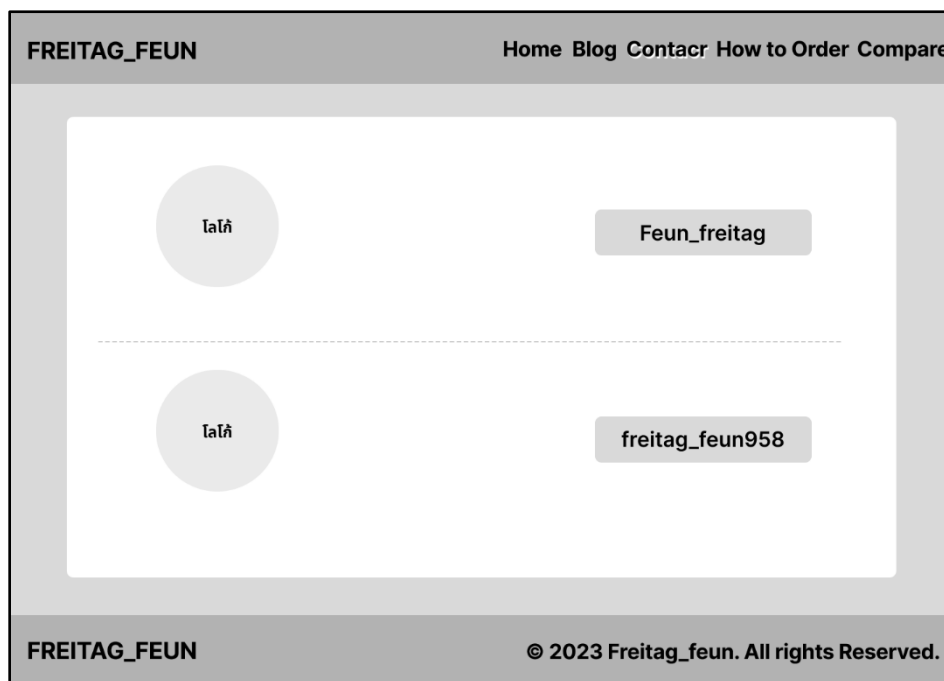 FREITAG_FEUN
Home Blog Contacr How to Order Compare
โลโก้
Feun_freitag
โลโก้
freitag_feun958
FREITAG_FEUN
© 2023 Freitag_feun. All rights Reserved.